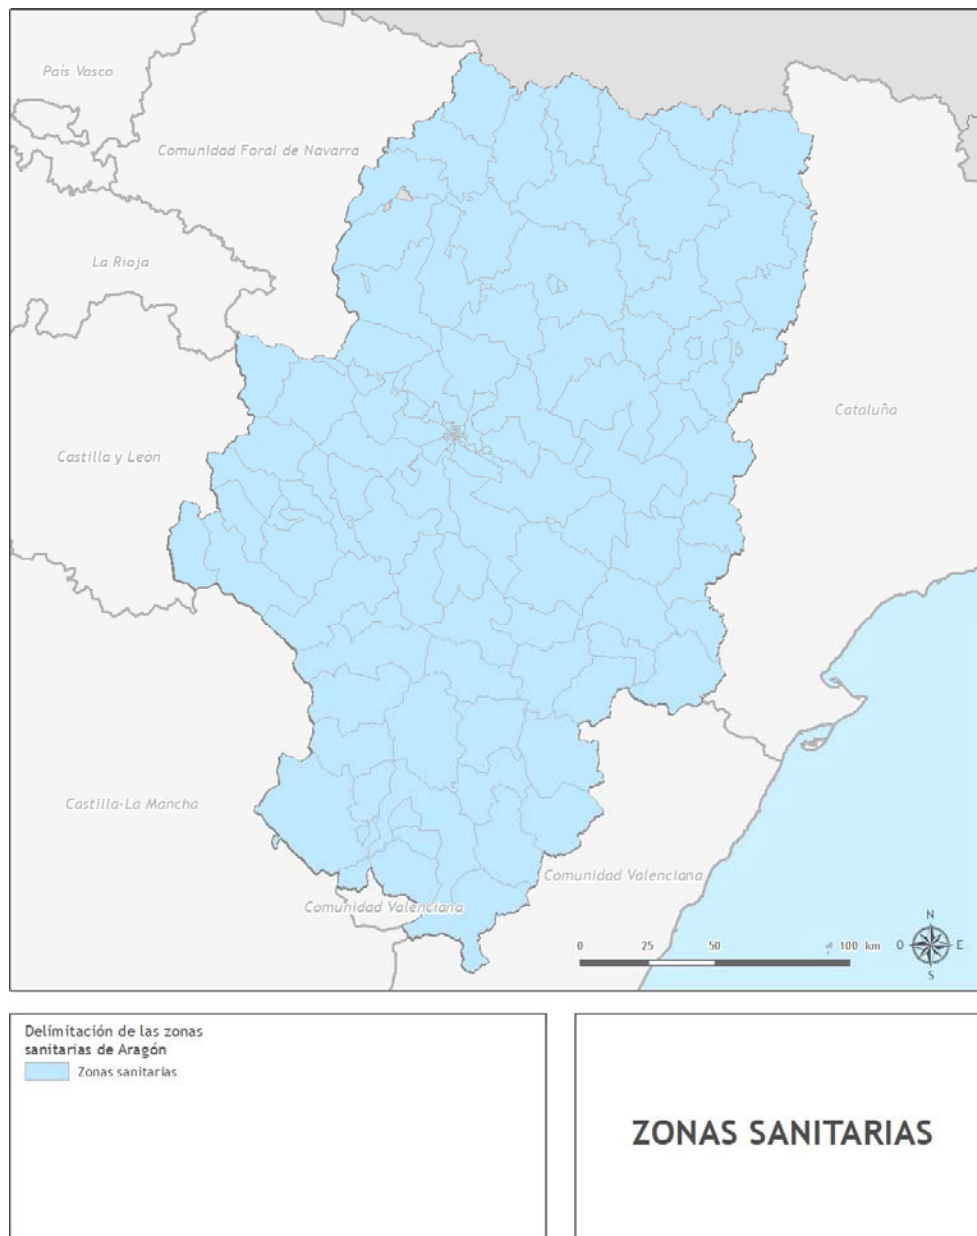 País Vasco
Comunidad Foral de Navarra
La Rioja
Cataluña
Castilla y León
Castilla-La Mancha
Comunidad Valenciana
Comunidad Valenciana
N
0 25 50 100 km O E
S
Delimitación de las zonas
sanitarias de Aragón
Zonas sanitarias
ZONAS SANITARIAS